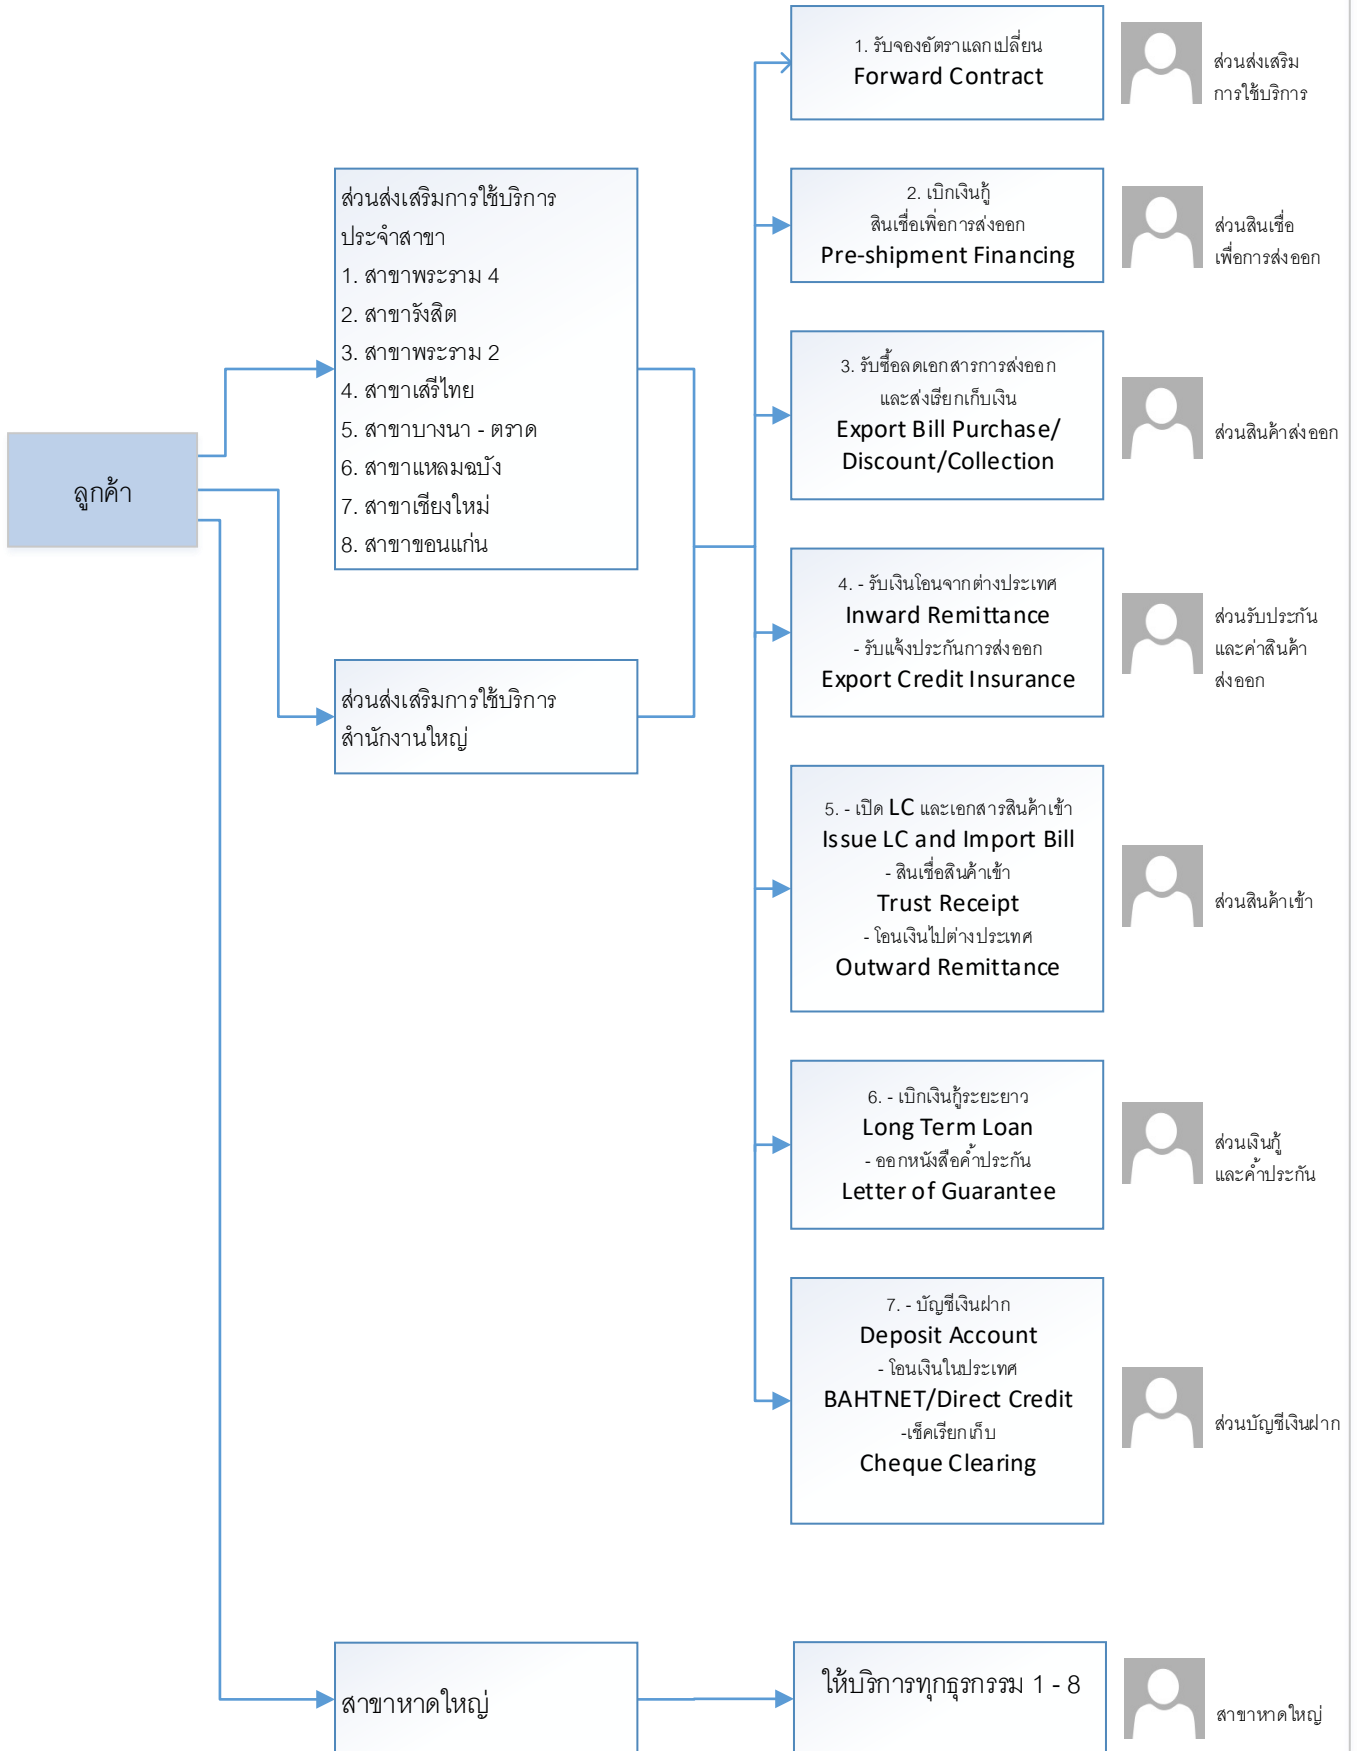 ลูกค้า
ส่วนส่งเสริมการใช้บริการ
ประจำสาขา
1. สาขาพระราม 4
2. สาขารังสิต
3. สาขาพระราม 2
4. สาขาเสรีไทย
5. สาขาบางนา - ตราด
6. สาขาแหลมฉบัง
7. สาขาเชียงใหม่
8. สาขาขอนแก่น
ส่วนส่งเสริมการใช้บริการ
สำนักงานใหญ่
สาขาหาดใหญ่
1. รับจองอัตราแลกเปลี่ยน
Forward Contract
ส่วนส่งเสริม
การใช้บริการ
2. เบิกเงินกู้
สินเชื่อเพื่อการส่งออก
Pre-shipment Financing
ส่วนสินเชื่อ
เพื่อการส่งออก
3. รับซื้อลดเอกสารการส่งออก
และส่งเรียกเก็บเงิน
Export Bill Purchase/
Discount/Collection
ส่วนสินค้าส่งออก
4. - รับเงินโอนจากต่างประเทศ
Inward Remittance
- รับแจ้งประกันการส่งออก
Export Credit Insurance
ส่วนรับประกัน
และค่าสินค้า
ส่งออก
5. - เปิด LC และเอกสารสินค้าเข้า
Issue LC and Import Bill
- สินเชื่อสินค้าเข้า
Trust Receipt
- โอนเงินไปต่างประเทศ
Outward Remittance
ส่วนสินค้าเข้า
6. - เบิกเงินกู้ระยะยาว
Long Term Loan
- ออกหนังสือค้ำประกัน
Letter of Guarantee
ส่วนเงินกู้
และค้ำประกัน
7. - บัญชีเงินฝาก
Deposit Account
- โอนเงินในประเทศ
BAHTNET/Direct Credit
-เช็คเรียกเก็บ
Cheque Clearing
ส่วนบัญชีเงินฝาก
ให้บริการทุกธุรกรรม 1 - 8
สาขาหาดใหญ่